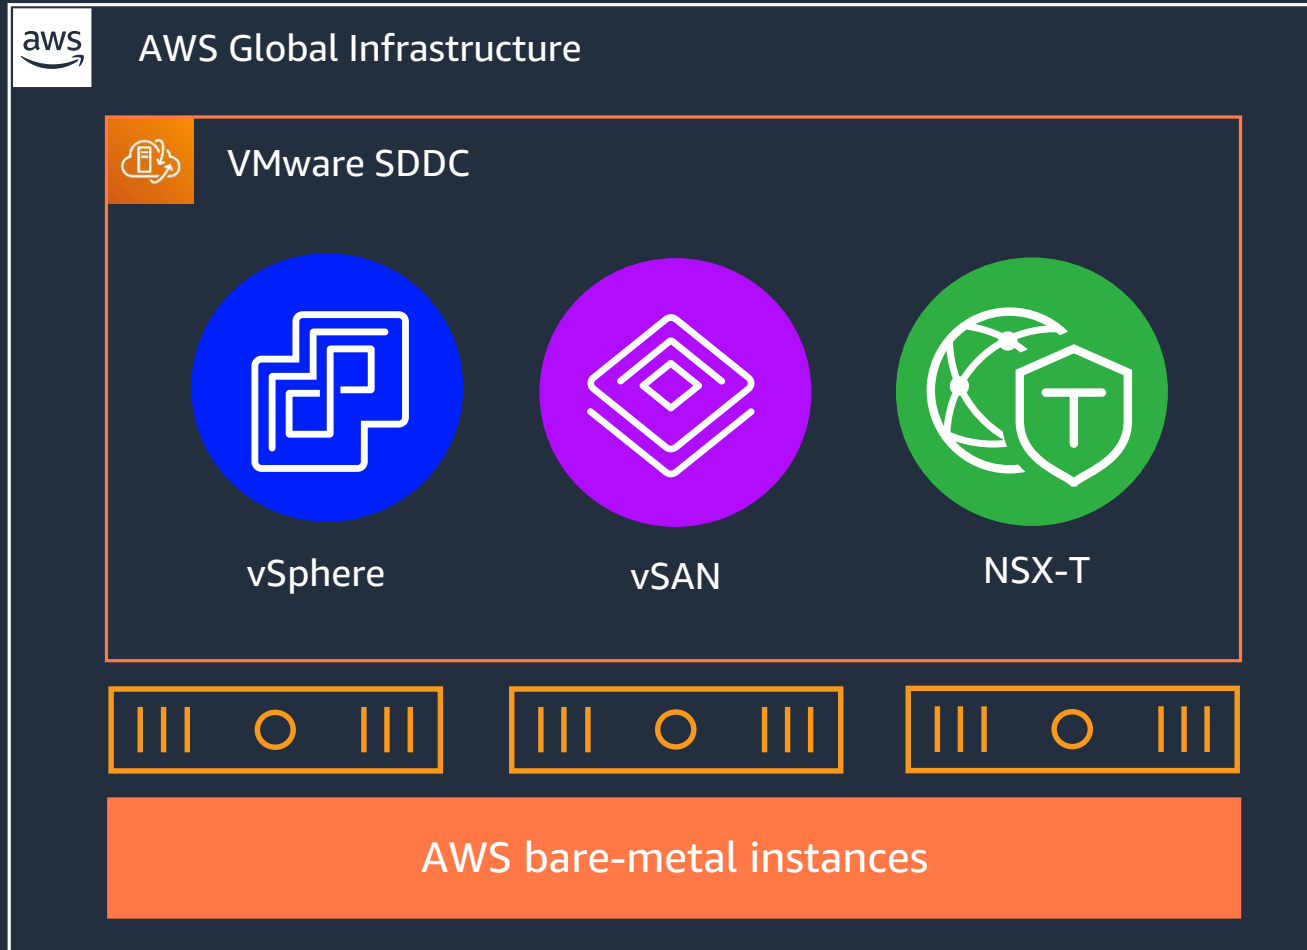 aws
AWS Global Infrastructure
VMware SDDC
vSphere
vSAN
NSX-T
T
AWS bare-metal instances